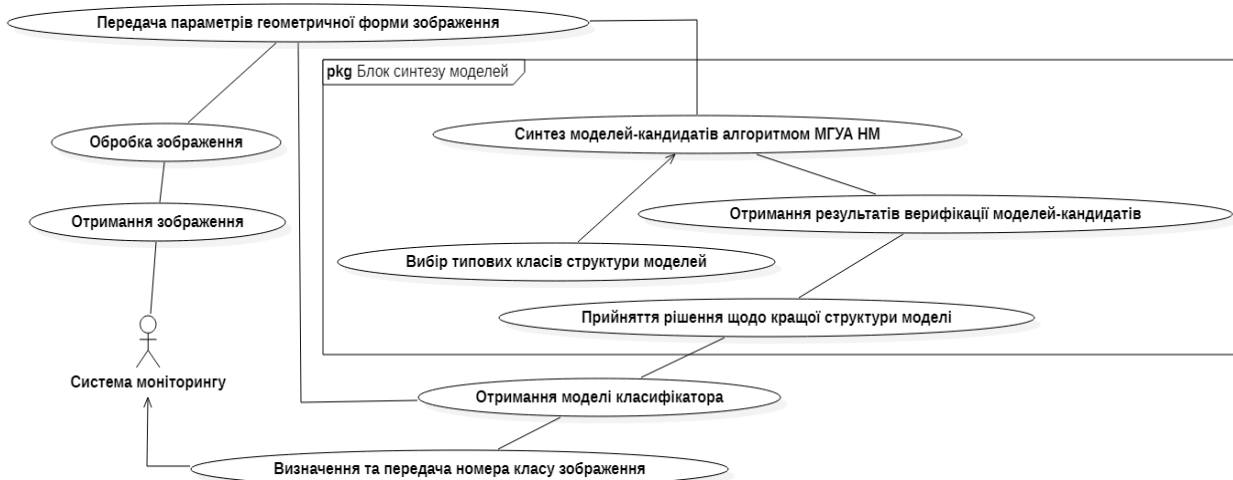 Передача параметрів геометричної форми зображення
pkg Блок синтезу моделей
Синтез моделей-кандидатів алгоритмом МГУА НМ
Обробка зображення
Отримання зображення
Отримання результатів верифікації моделей-кандидатів
Вибір типових класів структури моделей
Прийняття рішення щодо кращої структури моделі
Система моніторингу
Отримання моделі класифікатора
Визначення та передача номера класу зображення